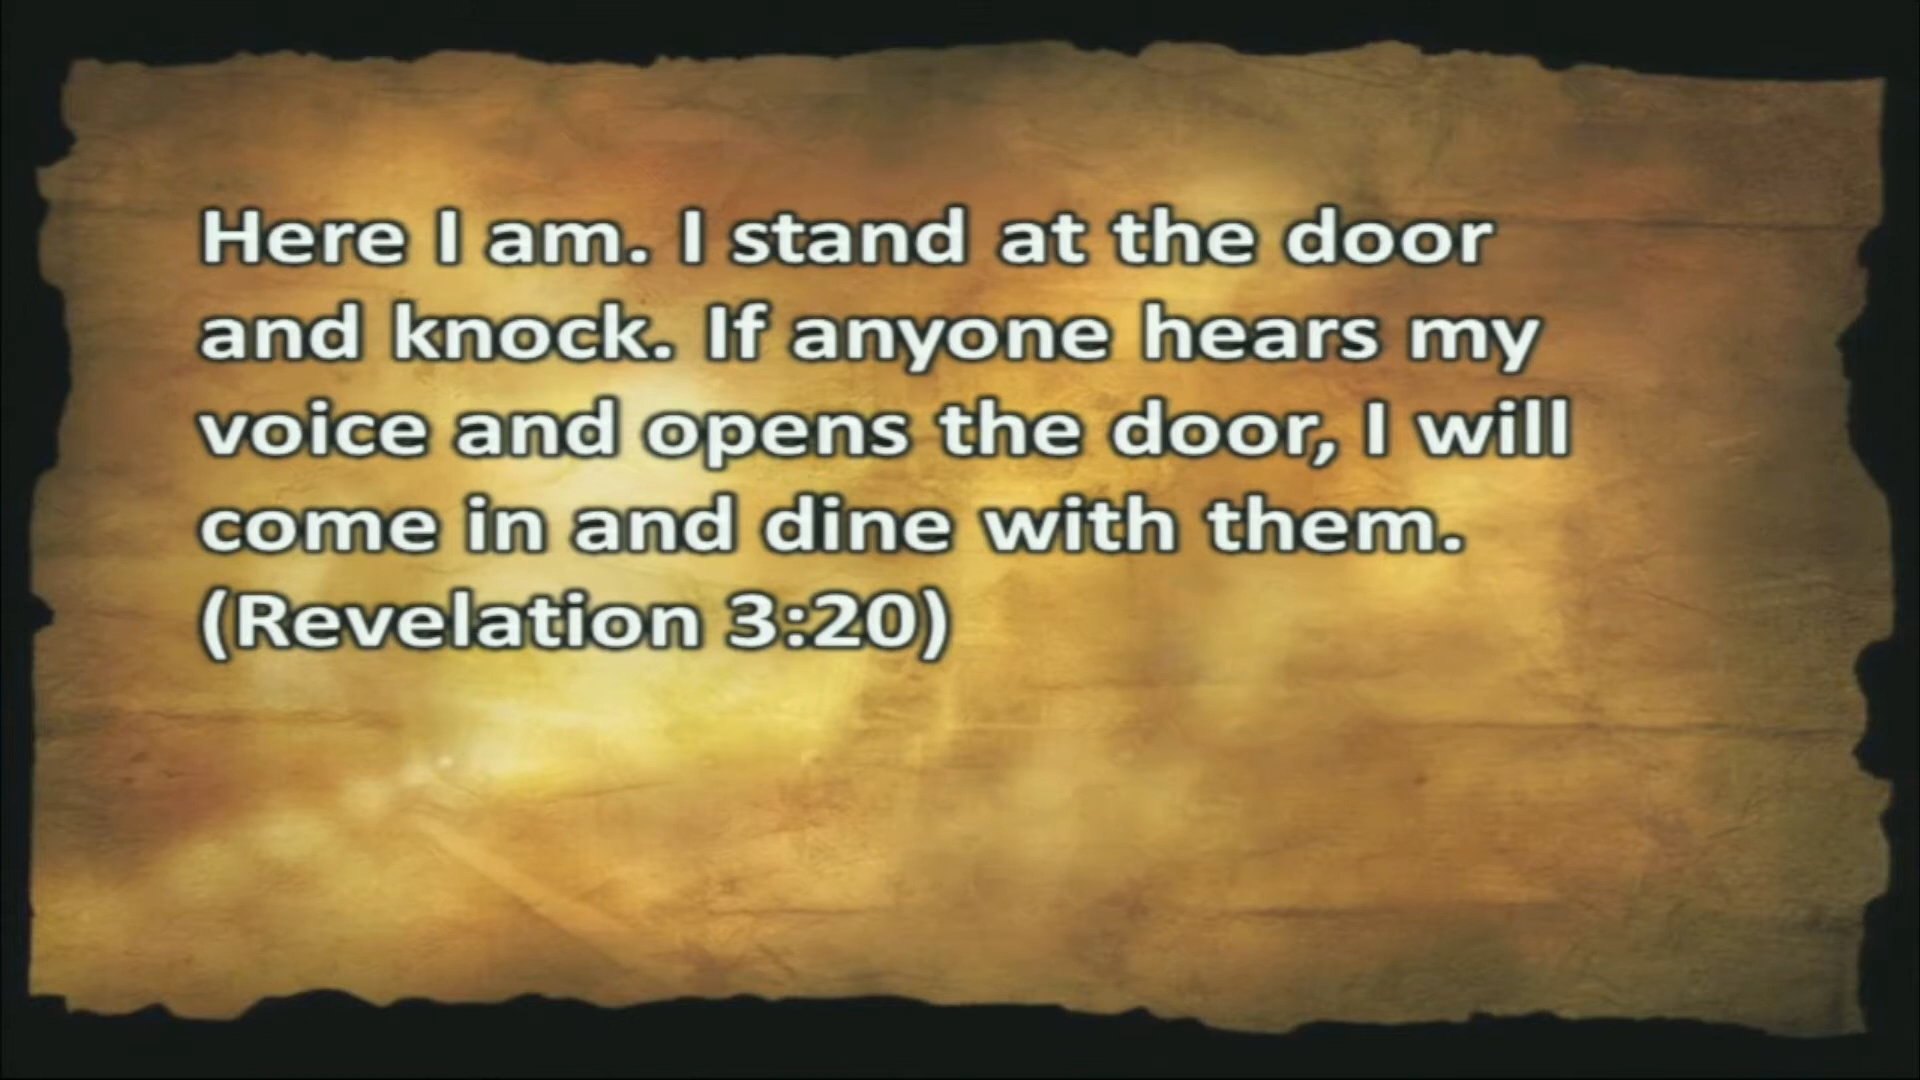 Here I am. I stand at the door
and knock. If anyone hears my
voice and opens the door, I will
come in and dine with them.
(Revelation 3:20)